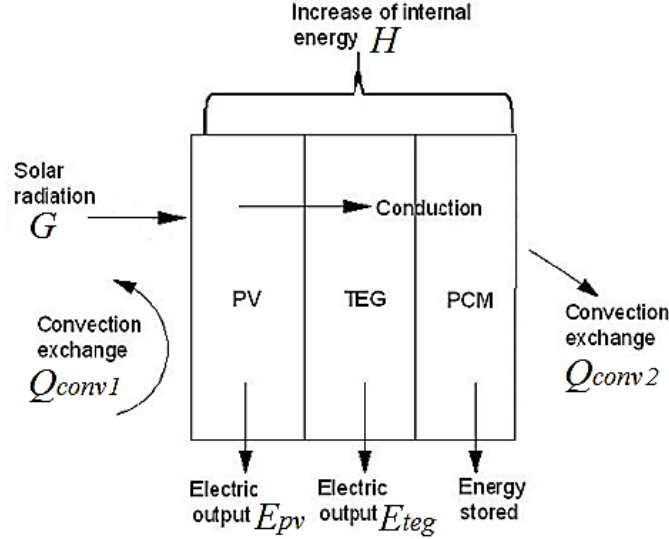 Increase of internal
energy H
Solar
radiation
G
Conduction
PV
TEG
PCM
Convection
exchange
Qconv1
Convection
exchange
Qconv2
Electric
output Epv
Electric
output Eteg
Energy
stored